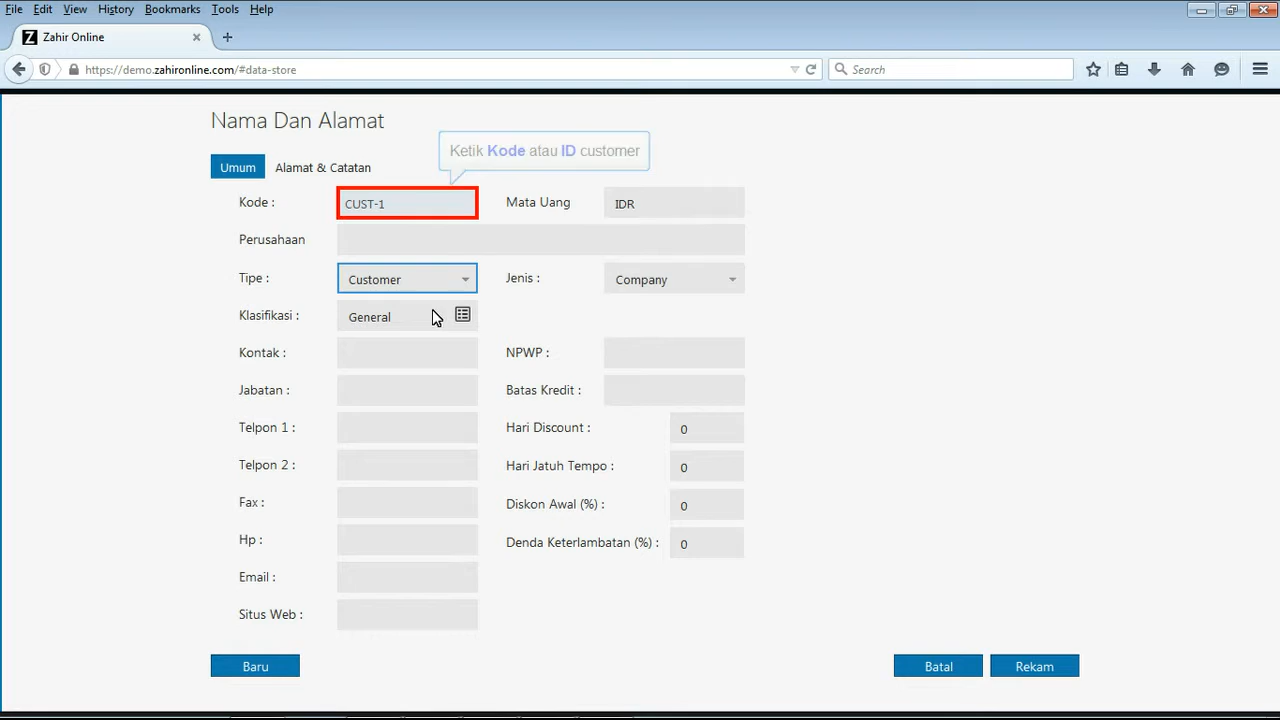 File Edit View History Bookmarks Tools Help
Z Zahir Online
https://demo.zahironline.com/#data-store
Search
Nama Dan Alamat
Ketik Kode atau ID customer
Umum Alamat & Catatan
Kode : CUST-1 Mata Uang IDR
Perusahaan
Tipe : Customer Jenis : Company
Klasifikasi : General
Kontak : NPWP :
Jabatan : Batas Kredit :
Telpon 1 : Hari Discount : 0
Telpon 2 : Hari Jatuh Tempo : 0
Fax : Diskon Awal (%) : 0
Hp : Denda Keterlambatan (%) : 0
Email :
Situs Web :
Baru Batal Rekam